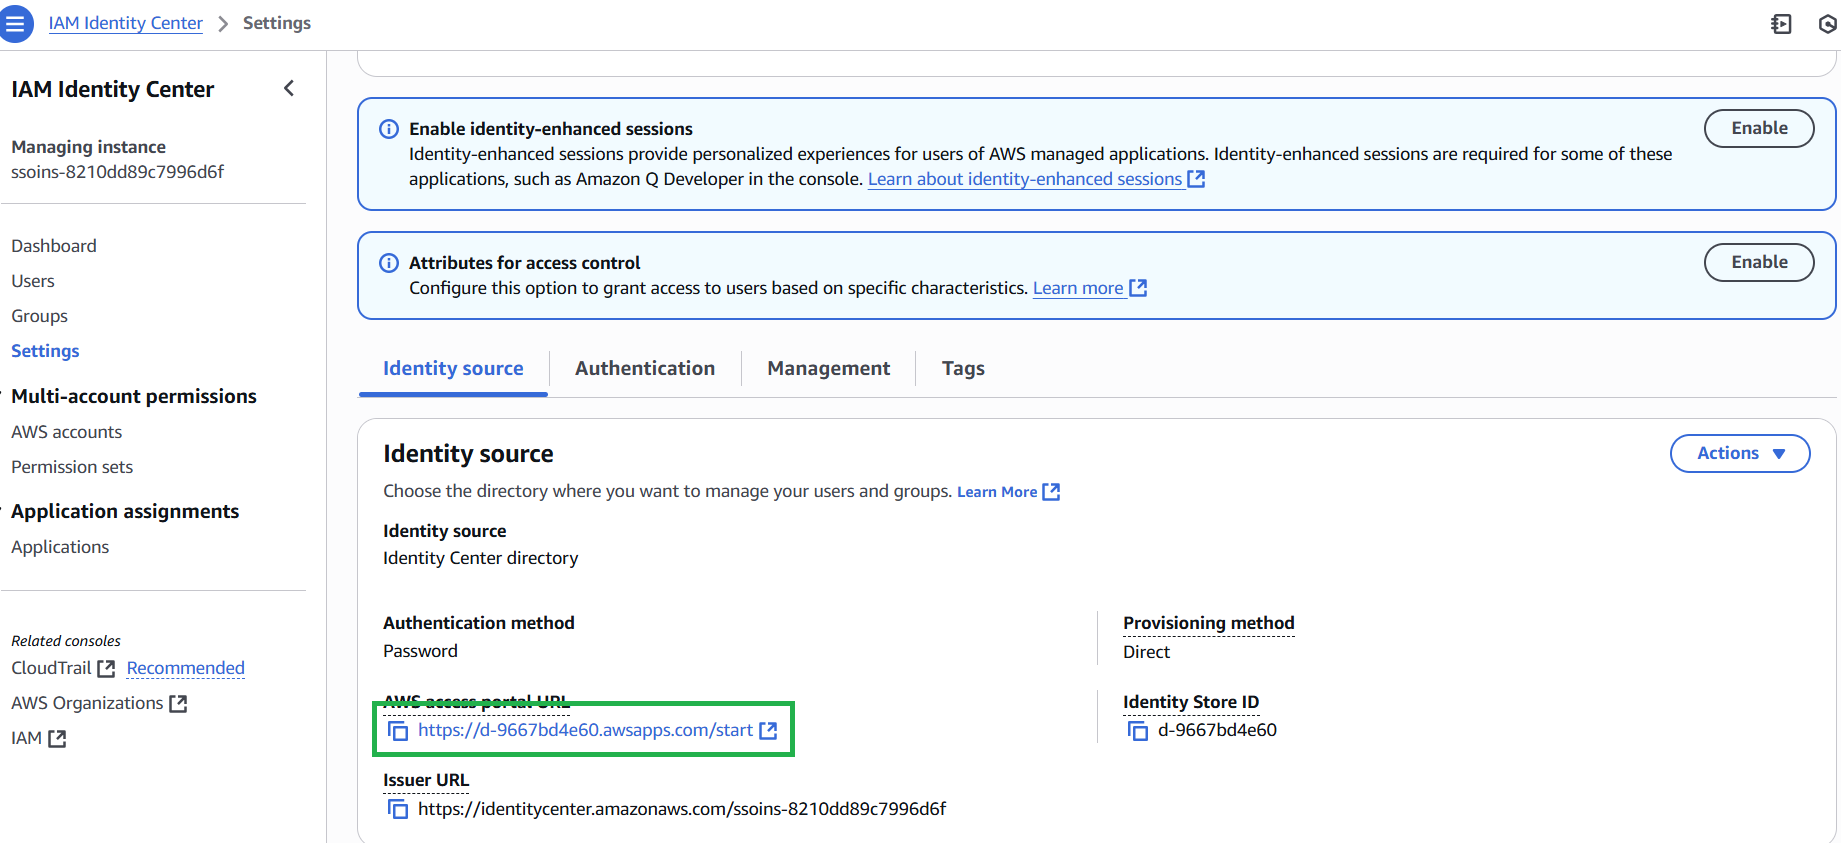 IAM Identity Center > Settings
IAM Identity Center
Managing instance
ssoins-8210dd89c7996d6f
Dashboard
Users
Groups
Settings
Multi-account permissions
AWS accounts
Permission sets
Application assignments
Applications
Related consoles
CloudTrail Recommended
AWS Organizations
IAM
Enable identity-enhanced sessions
Enable
Identity-enhanced sessions provide personalized experiences for users of AWS managed applications. Identity-enhanced sessions are required for some of these
applications, such as Amazon Q Developer in the console. Learn about identity-enhanced sessions
Attributes for access control
Enable
Configure this option to grant access to users based on specific characteristics. Learn more
Identity source
Authentication
Management
Tags
Identity source
Actions
Choose the directory where you want to manage your users and groups. Learn More
Identity source
Identity Center directory
Authentication method
Password
Provisioning method
Direct
AWS access portal URL
https://d-9667bd4e60.awsapps.com/start
Identity Store ID
d-9667bd4e60
Issuer URL
https://identitycenter.amazonaws.com/ssoins-8210dd89c7996d6f